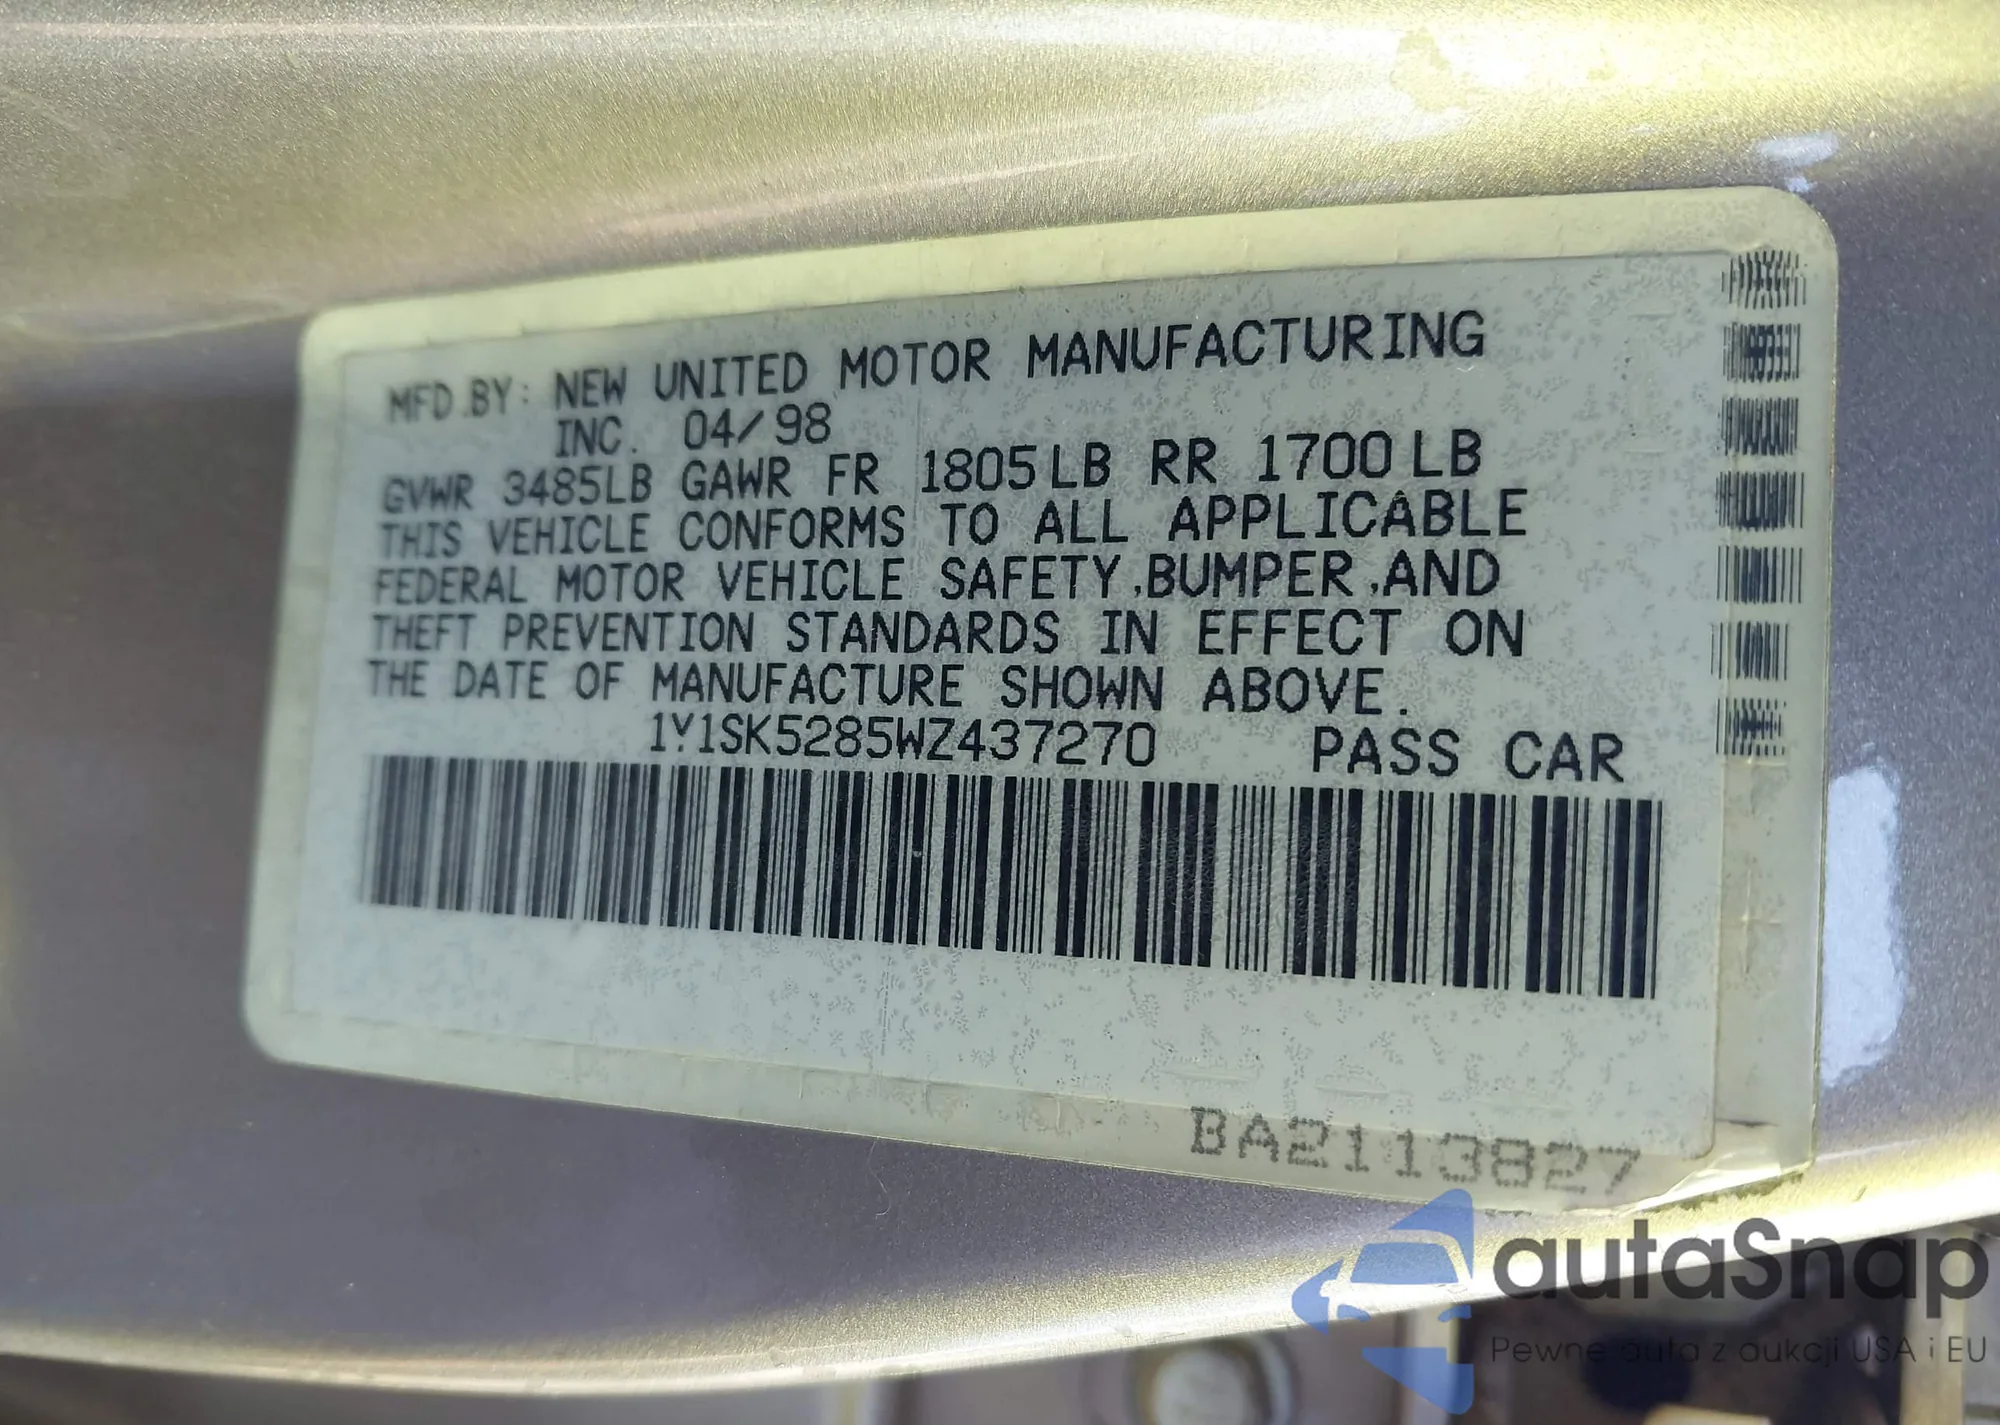 MFD.BY: NEW UNITED MOTOR MANUFACTURING
INC. 04/98
GVWR 3485LB GAWR FR 1805LB RR 1700LB
THIS VEHICLE CONFORMS TO ALL APPLICABLE
FEDERAL MOTOR VEHICLE SAFETY,BUMPER,AND
THEFT PREVENTION STANDARDS IN EFFECT ON
THE DATE OF MANUFACTURE SHOWN ABOVE.
1Y1SK5285WZ437270 PASS CAR
BA2113827
autaSnap
Pewne auta z aukcji USA i EU